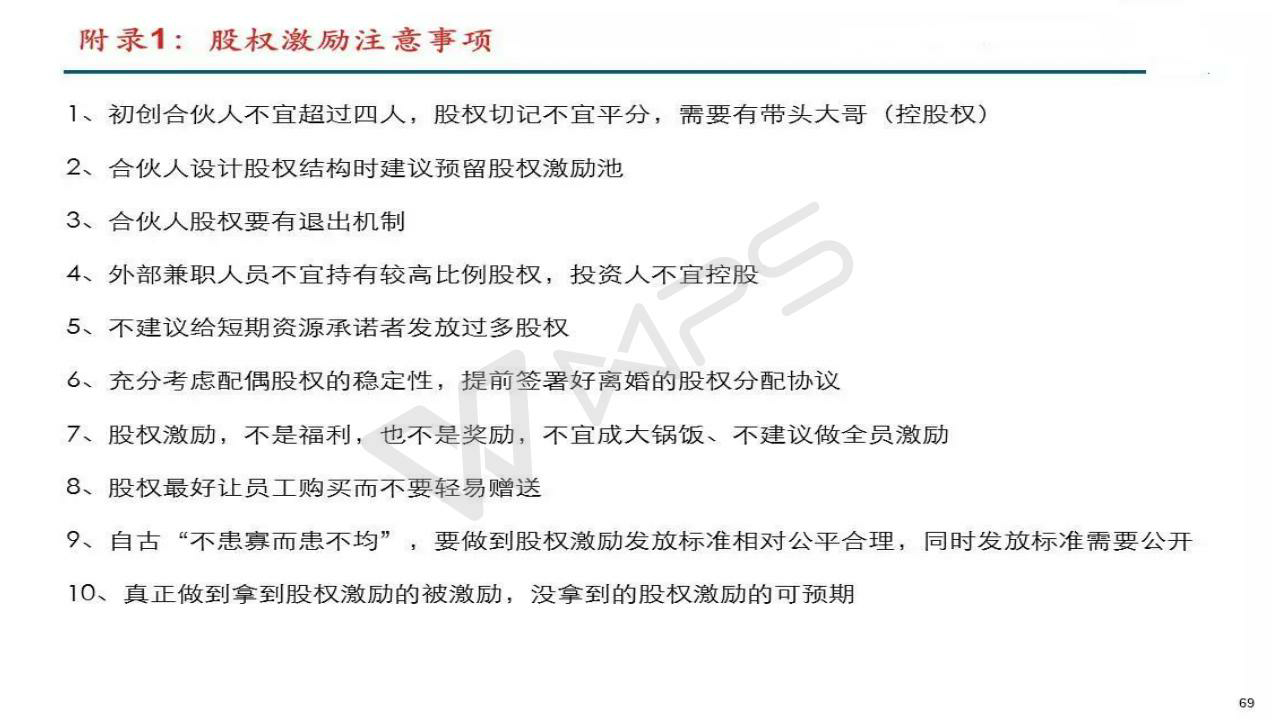 附录1：股权激励注意事项
1、初创合伙人不宜超过四人，股权切记不宜平分，需要有带头大哥（控股权）
2、合伙人设计股权结构时建议预留股权激励池
3、合伙人股权要有退出机制
4、外部兼职人员不宜持有较高比例股权，投资人不宜控股
5、不建议给短期资源承诺者发放过多股权
6、充分考虑配偶股权的稳定性，提前签署好离婚的股权分配协议
7、股权激励，不是福利，也不是奖励，不宜成大锅饭、不建议做全员激励
8、股权最好让员工购买而不要轻易赠送
9、自古“不患寡而患不均”，要做到股权激励发放标准相对公平合理，同时发放标准需要公开
10、真正做到拿到股权激励的被激励，没拿到的股权激励的可预期
WPS
69